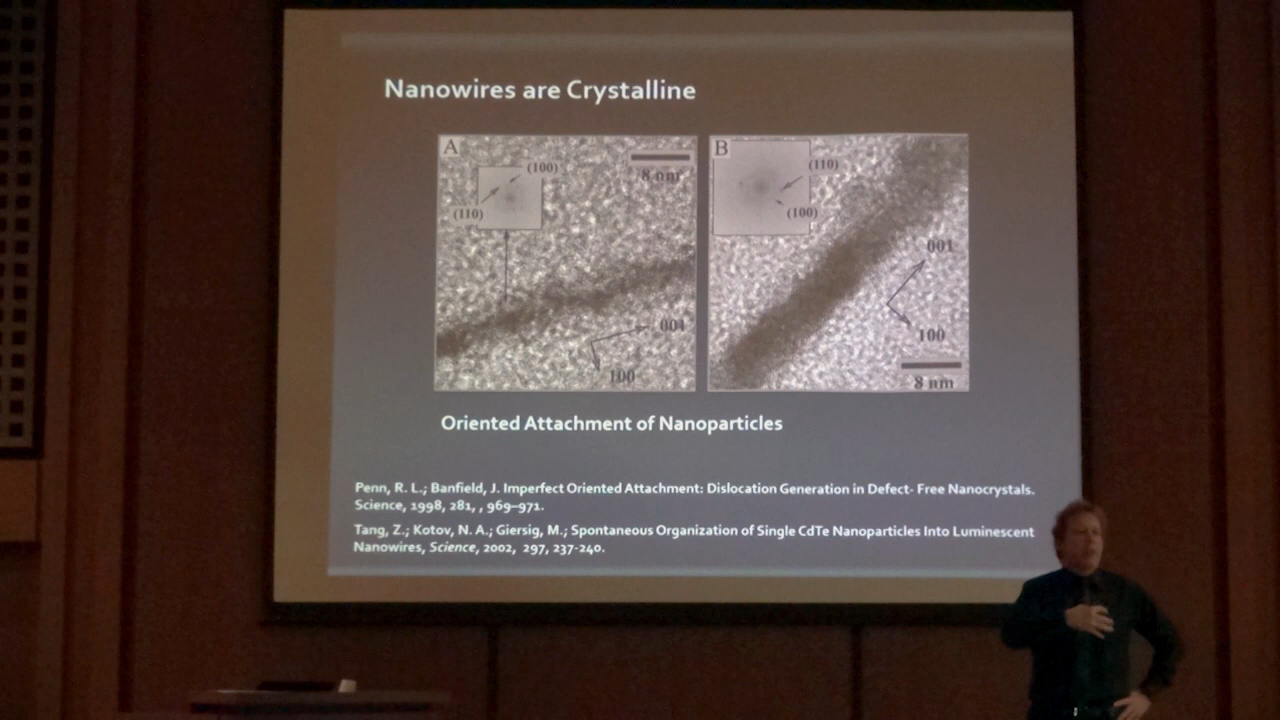 Nanowires are Crystalline
A
(100)
8 nm
(110)
001
100
B
(110)
(100)
001
100
8 nm
Oriented Attachment of Nanoparticles
Penn, R. L.; Banfield, J. Imperfect Oriented Attachment: Dislocation Generation in Defect- Free Nanocrystals.
Science, 1998, 281, , 969–971.
Tang, Z.; Kotov, N. A.; Giersig, M.; Spontaneous Organization of Single CdTe Nanoparticles Into Luminescent
Nanowires, Science, 2002, 297, 237-240.